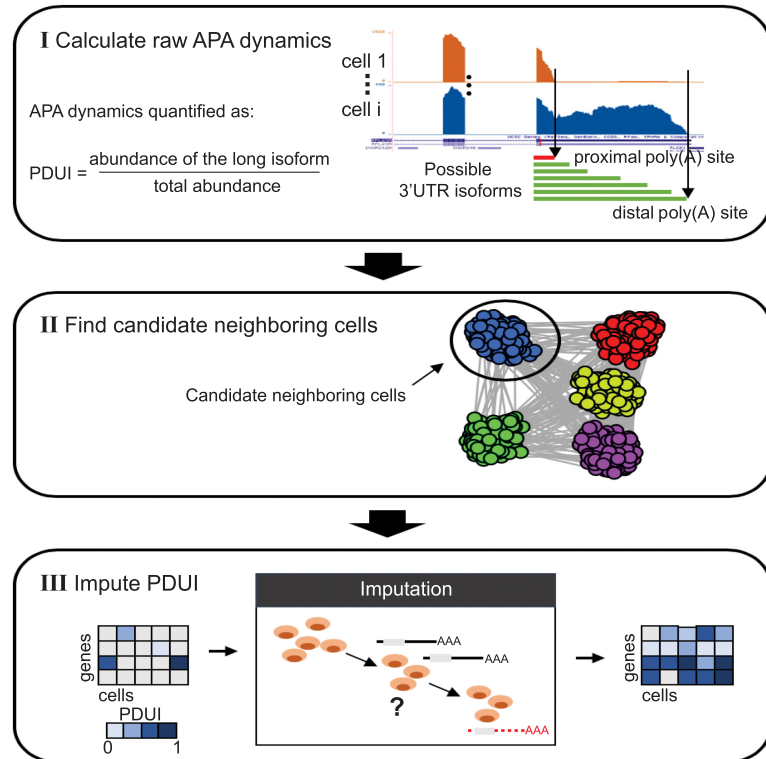 I Calculate raw APA dynamics
cell 1
cell i
APA dynamics quantified as:
PDUI = abundance of the long isoform
total abundance
Possible
3'UTR isoforms
proximal poly(A) site
distal poly(A) site
II Find candidate neighboring cells
Candidate neighboring cells
III Impute PDUI
Imputation
genes
cells
PDUI
0 1
AAA
AAA
?
AAA
genes
cells